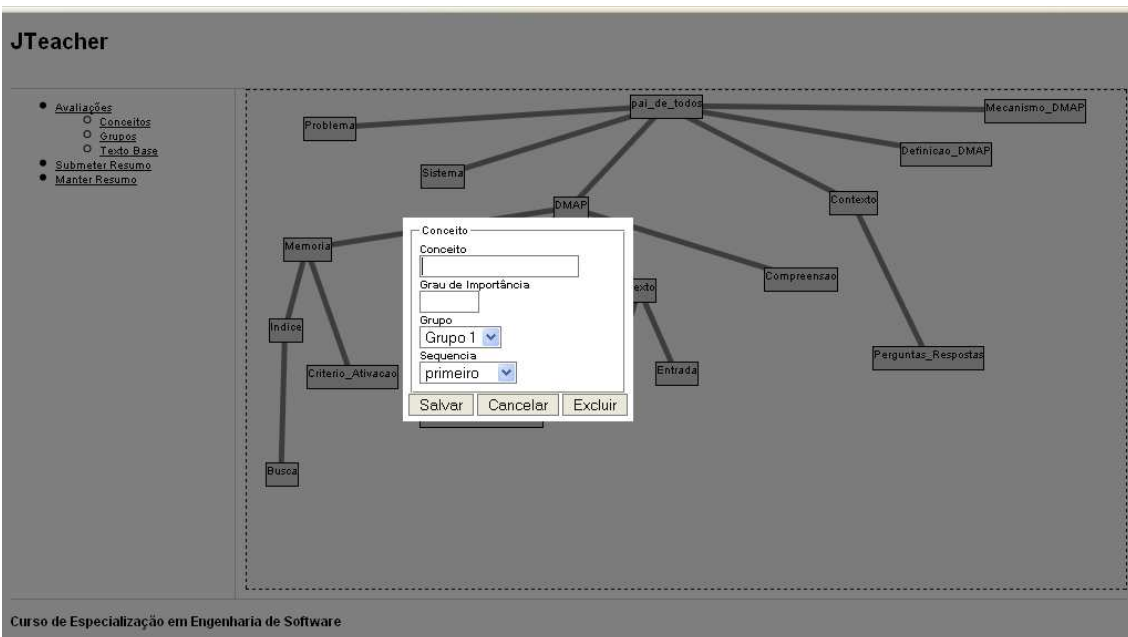 JTeacher
Avaliações
Conceitos
Grupos
Texto Base
Submeter Resumo
Manter Resumo
pai_de_todos
Mecanismo_DMAP
Problema
Definicao_DMAP
Sistema
DMAP
Contexto
Memoria
Compreensao
exto
Indice
Criterio_Ativacao
Entrada
Perguntas_Respostas
Busca
Conceito
Conceito
Grau de Importância
Grupo
Grupo 1
Sequencia
primeiro
Salvar Cancelar Excluir
Curso de Especialização em Engenharia de Software